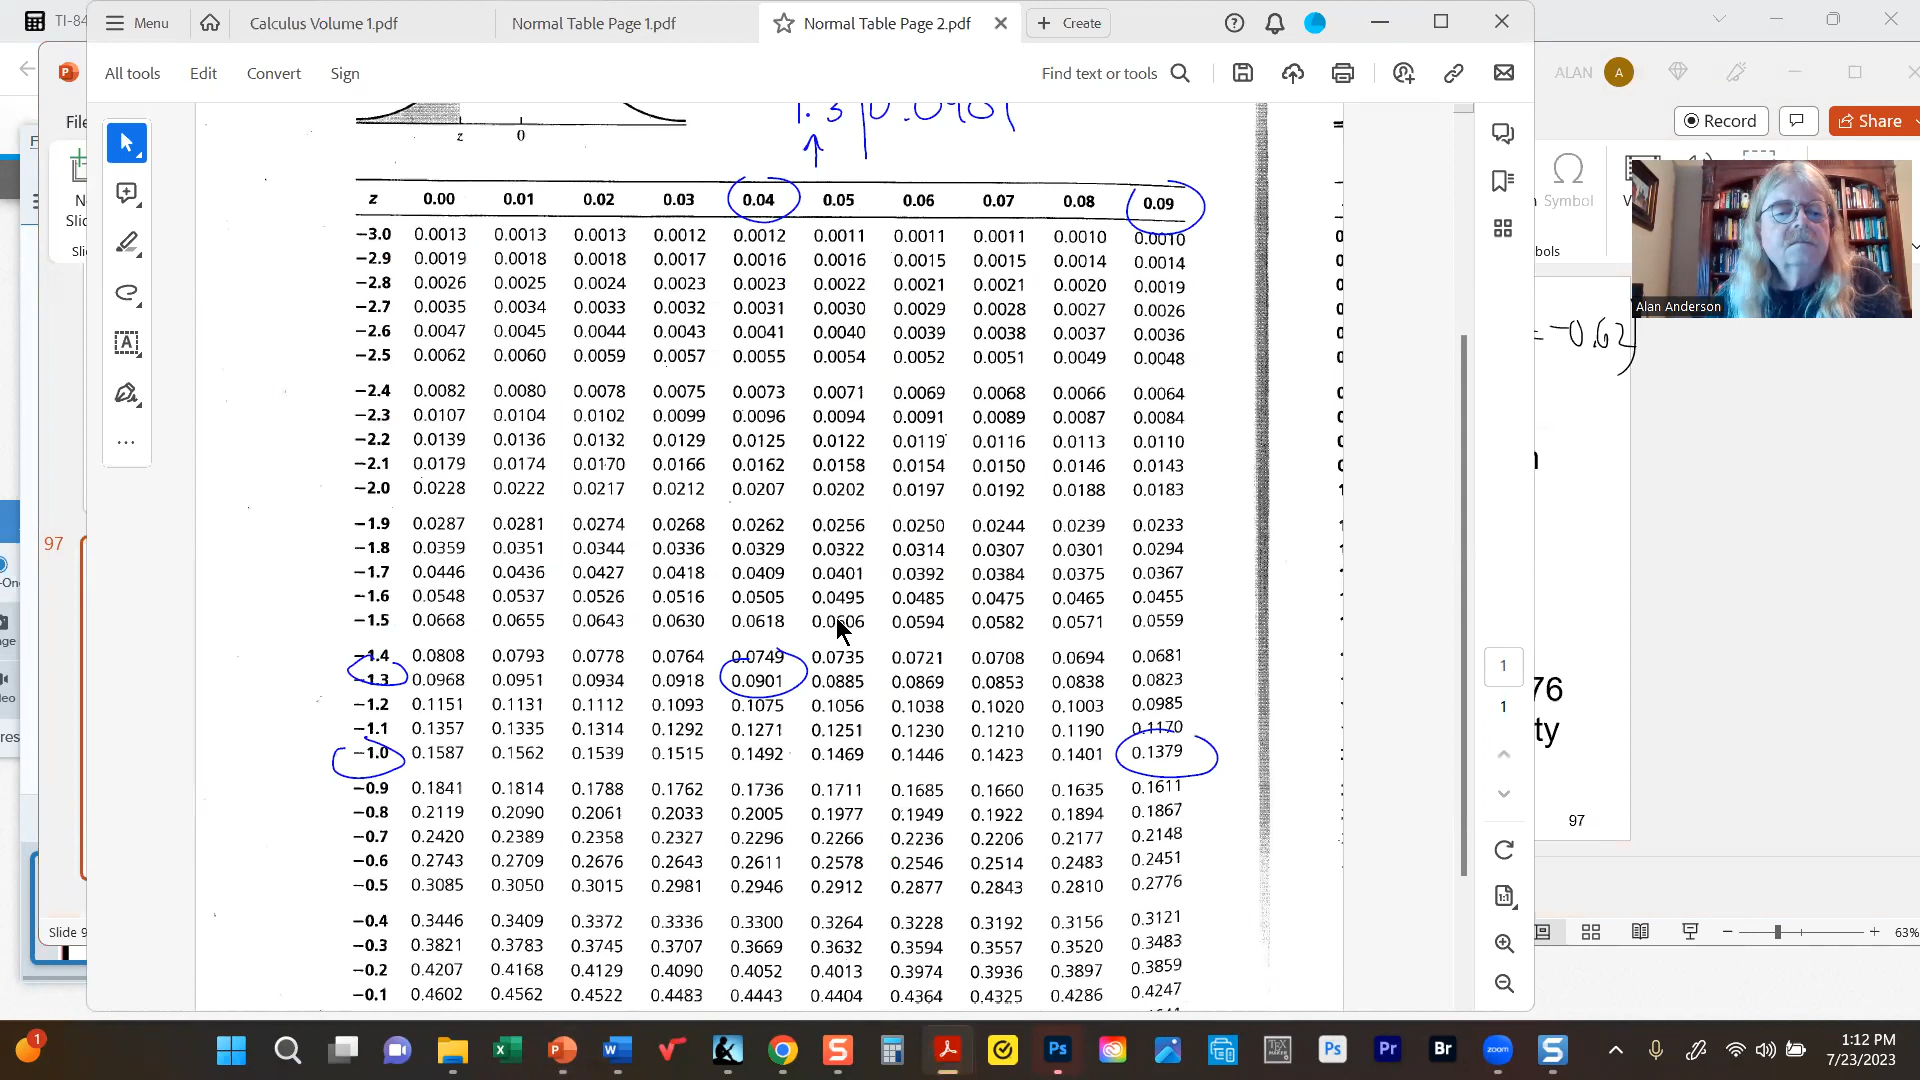 TI-84
Menu
Calculus Volume 1.pdf
Normal Table Page 1.pdf
Normal Table Page 2.pdf
Create
All tools Edit Convert Sign
Find text or tools
ALAN A
Record
Share
Symbol
Alan Anderson
1.3 0.0901
z 0
z 0.00 0.01 0.02 0.03 0.04 0.05 0.06 0.07 0.08 0.09
−3.0 0.0013 0.0013 0.0013 0.0012 0.0012 0.0011 0.0011 0.0011 0.0010 0.0010
−2.9 0.0019 0.0018 0.0018 0.0017 0.0016 0.0016 0.0015 0.0015 0.0014 0.0014
−2.8 0.0026 0.0025 0.0024 0.0023 0.0023 0.0022 0.0021 0.0021 0.0020 0.0019
−2.7 0.0035 0.0034 0.0033 0.0032 0.0031 0.0030 0.0029 0.0028 0.0027 0.0026
−2.6 0.0047 0.0045 0.0044 0.0043 0.0041 0.0040 0.0039 0.0038 0.0037 0.0036
−2.5 0.0062 0.0060 0.0059 0.0057 0.0055 0.0054 0.0052 0.0051 0.0049 0.0048
−2.4 0.0082 0.0080 0.0078 0.0075 0.0073 0.0071 0.0069 0.0068 0.0066 0.0064
−2.3 0.0107 0.0104 0.0102 0.0099 0.0096 0.0094 0.0091 0.0089 0.0087 0.0084
−2.2 0.0139 0.0136 0.0132 0.0129 0.0125 0.0122 0.0119 0.0116 0.0113 0.0110
−2.1 0.0179 0.0174 0.0170 0.0166 0.0162 0.0158 0.0154 0.0150 0.0146 0.0143
−2.0 0.0228 0.0222 0.0217 0.0212 0.0207 0.0202 0.0197 0.0192 0.0188 0.0183
−1.9 0.0287 0.0281 0.0274 0.0268 0.0262 0.0256 0.0250 0.0244 0.0239 0.0233
−1.8 0.0359 0.0351 0.0344 0.0336 0.0329 0.0322 0.0314 0.0307 0.0301 0.0294
−1.7 0.0446 0.0436 0.0427 0.0418 0.0409 0.0401 0.0392 0.0384 0.0375 0.0367
−1.6 0.0548 0.0537 0.0526 0.0516 0.0505 0.0495 0.0485 0.0475 0.0465 0.0455
−1.5 0.0668 0.0655 0.0643 0.0630 0.0618 0.0606 0.0594 0.0582 0.0571 0.0559
−1.4 0.0808 0.0793 0.0778 0.0764 0.0749 0.0735 0.0721 0.0708 0.0694 0.0681
−1.3 0.0968 0.0951 0.0934 0.0918 0.0901 0.0885 0.0869 0.0853 0.0838 0.0823
−1.2 0.1151 0.1131 0.1112 0.1093 0.1075 0.1056 0.1038 0.1020 0.1003 0.0985
−1.1 0.1357 0.1335 0.1314 0.1292 0.1271 0.1251 0.1230 0.1210 0.1190 0.1170
−1.0 0.1587 0.1562 0.1539 0.1515 0.1492 0.1469 0.1446 0.1423 0.1401 0.1379
−0.9 0.1841 0.1814 0.1788 0.1762 0.1736 0.1711 0.1685 0.1660 0.1635 0.1611
−0.8 0.2119 0.2090 0.2061 0.2033 0.2005 0.1977 0.1949 0.1922 0.1894 0.1867
−0.7 0.2420 0.2389 0.2358 0.2327 0.2296 0.2266 0.2236 0.2206 0.2177 0.2148
−0.6 0.2743 0.2709 0.2676 0.2643 0.2611 0.2578 0.2546 0.2514 0.2483 0.2451
−0.5 0.3085 0.3050 0.3015 0.2981 0.2946 0.2912 0.2877 0.2843 0.2810 0.2776
−0.4 0.3446 0.3409 0.3372 0.3336 0.3300 0.3264 0.3228 0.3192 0.3156 0.3121
−0.3 0.3821 0.3783 0.3745 0.3707 0.3669 0.3632 0.3594 0.3557 0.3520 0.3483
−0.2 0.4207 0.4168 0.4129 0.4090 0.4052 0.4013 0.3974 0.3936 0.3897 0.3859
−0.1 0.4602 0.4562 0.4522 0.4483 0.4443 0.4404 0.4364 0.4325 0.4286 0.4247
= −0.62)
76
ty
97
1
1
97
Slide 9
63%
1:12 PM
7/23/2023